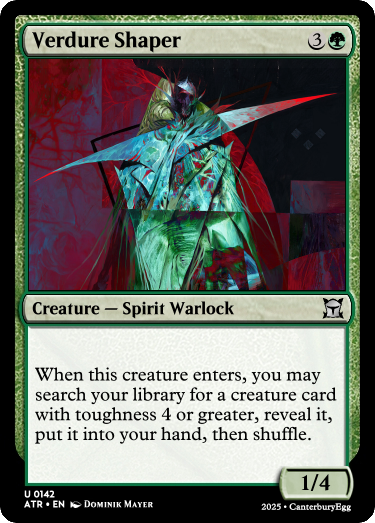 Verdure Shaper 3
Creature — Spirit Warlock
When this creature enters, you may
search your library for a creature card
with toughness 4 or greater, reveal it,
put it into your hand, then shuffle.
1/4
U 0142
ATR • EN DOMINIK MAYER
2025 • CanterburyEgg